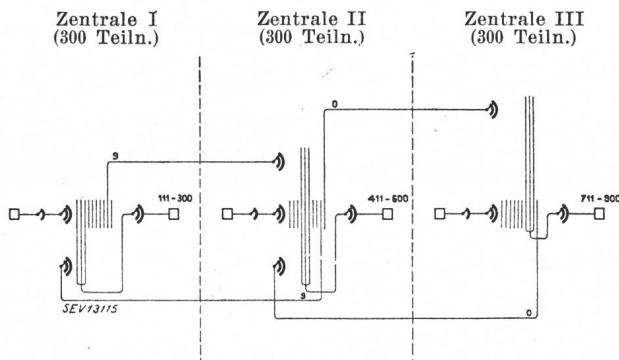 Zentrale I
(300 Teiln.)
Zentrale II
(300 Teiln.)
Zentrale III
(300 Teiln.)
0
9
111-300
411-600
711-900
9
0
SEV13115